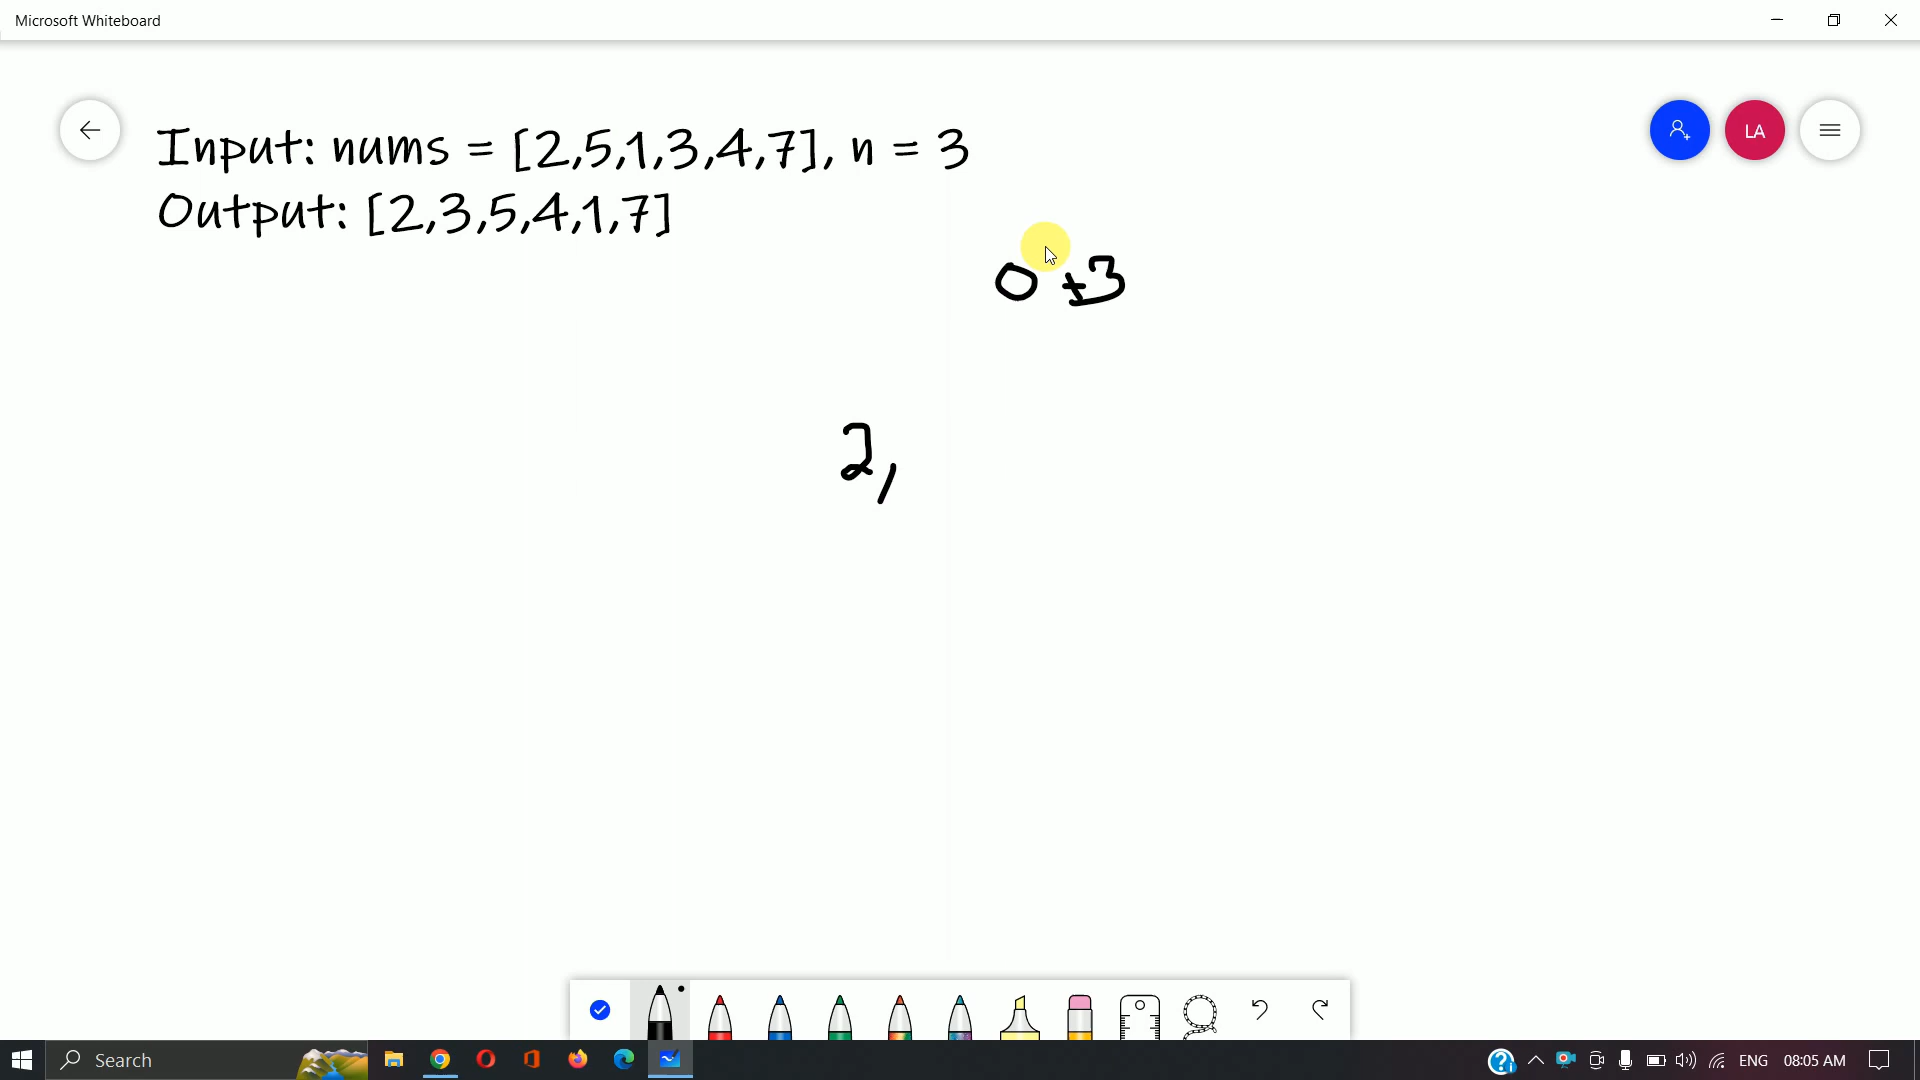 Microsoft Whiteboard
LA
Input: nums = [2,5,1,3,4,7], n = 3
Output: [2,3,5,4,1,7]
0 +3
2,
Search
ENG
08:05 AM